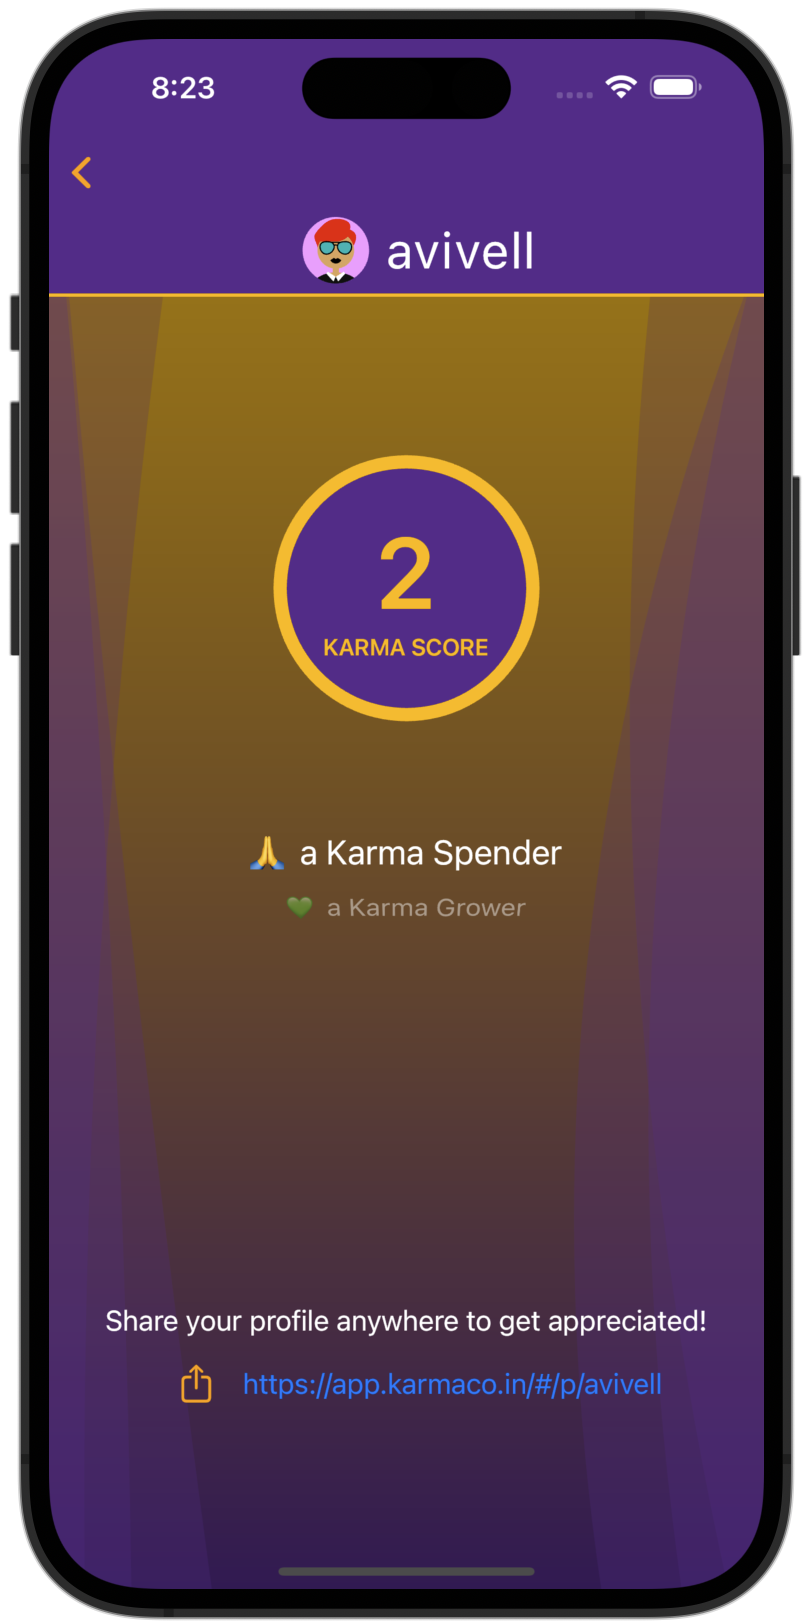 8:23
avivell
2
KARMA SCORE
🙏 a Karma Spender
💚 a Karma Grower
Share your profile anywhere to get appreciated!
https://app.karmaco.in/#/p/avivell